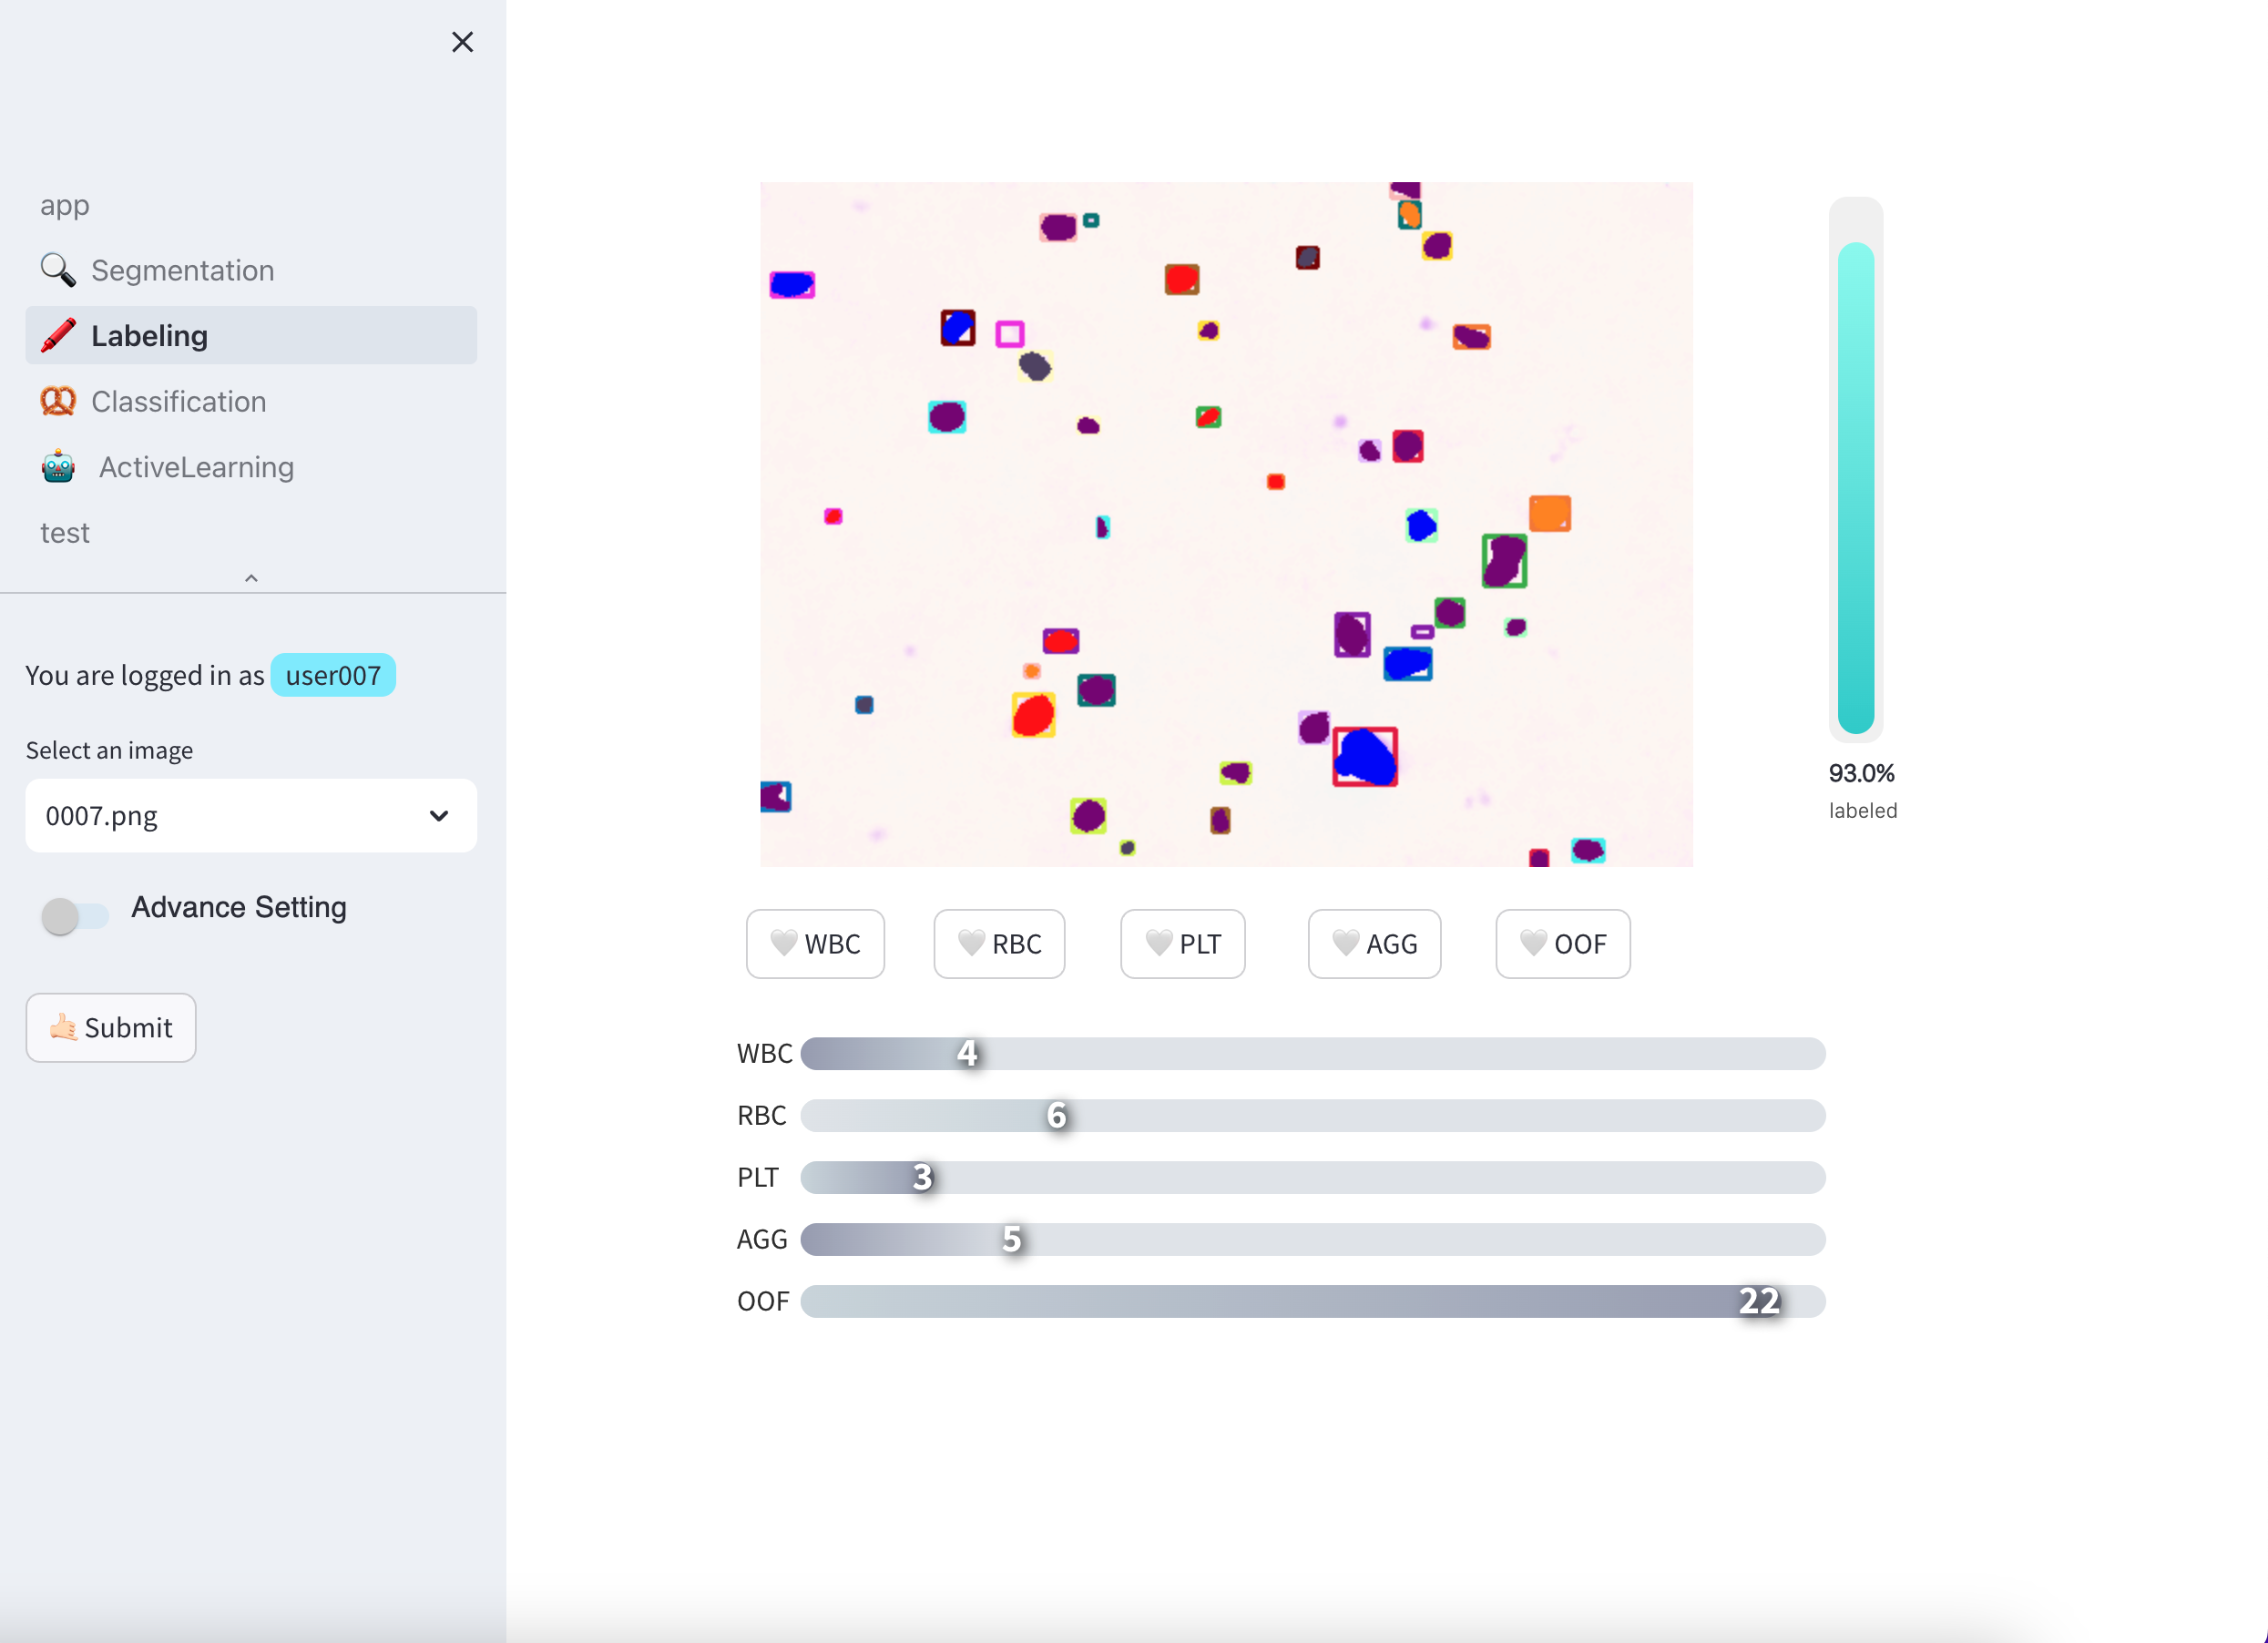 app
Segmentation
Labeling
Classification
ActiveLearning
test
You are logged in as user007
Select an image
0007.png
Advance Setting
Submit
93.0%
labeled
WBC
RBC
PLT
AGG
OOF
WBC 4
RBC 6
PLT 3
AGG 5
OOF 22